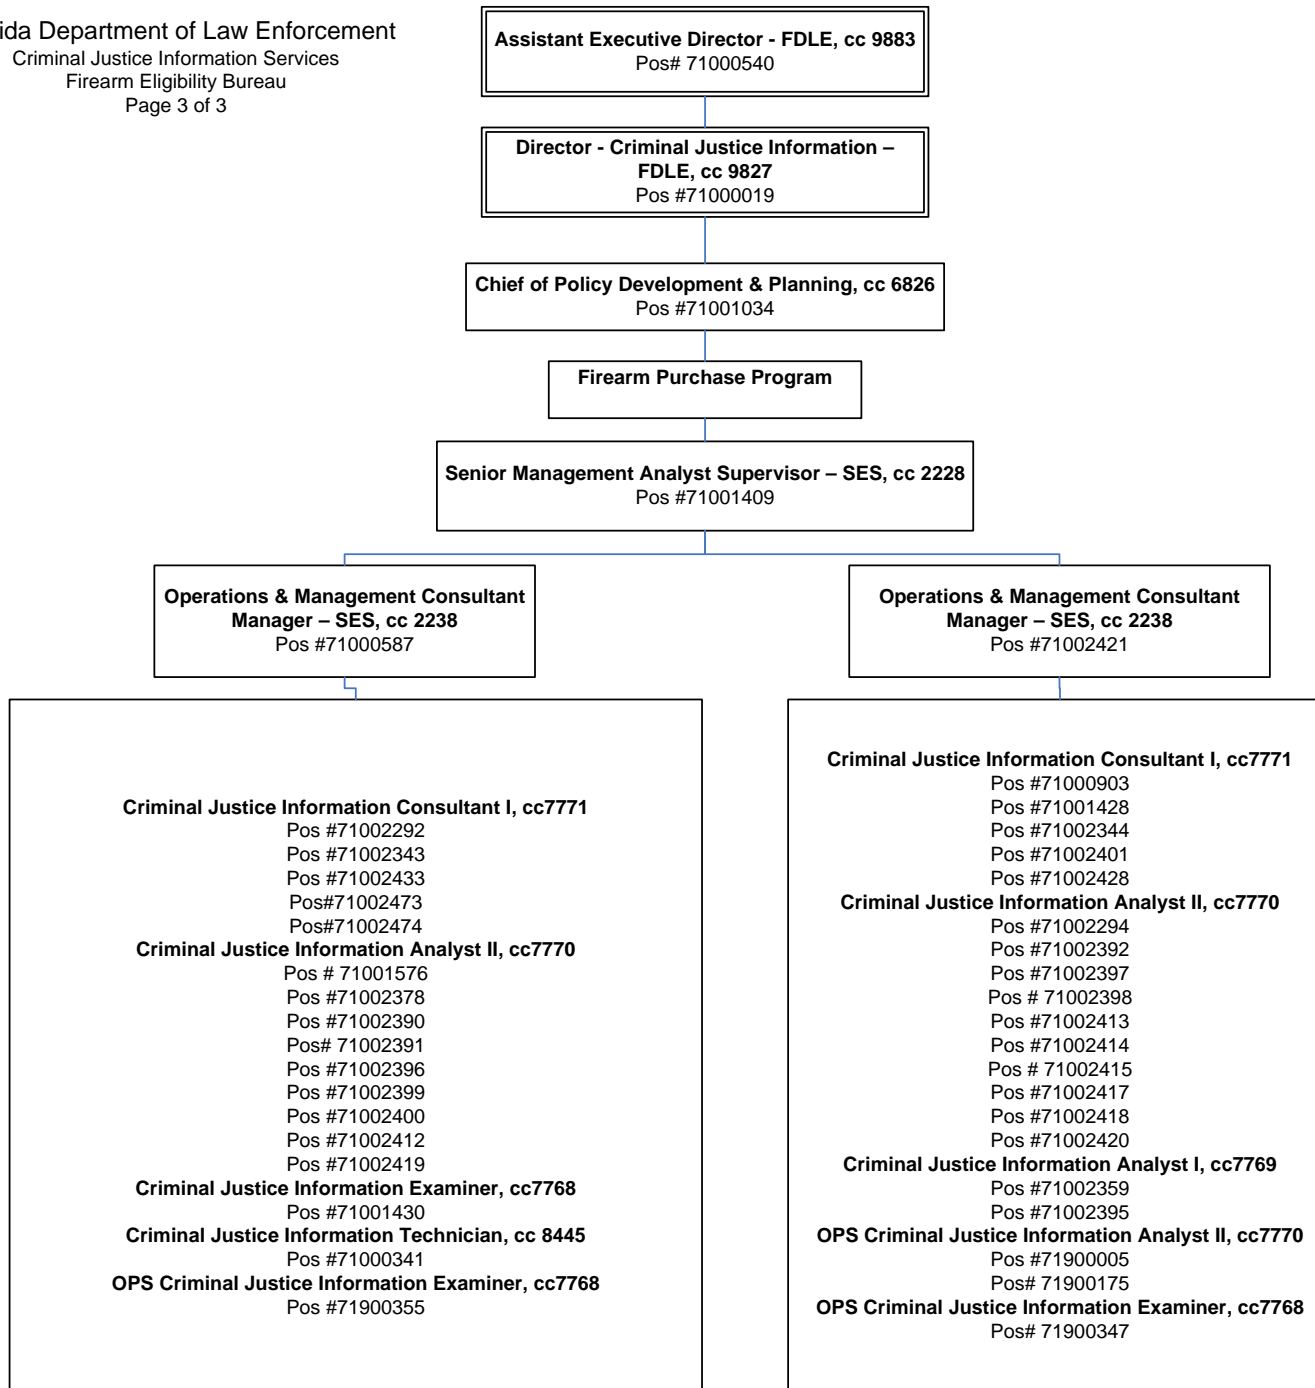 ida Department of Law Enforcement
Criminal Justice Information Services
Firearm Eligibility Bureau
Page 3 of 3
Assistant Executive Director - FDLE, cc 9883
Pos# 71000540
Director - Criminal Justice Information –
FDLE, cc 9827
Pos #71000019
Chief of Policy Development & Planning, cc 6826
Pos #71001034
Firearm Purchase Program
Senior Management Analyst Supervisor – SES, cc 2228
Pos #71001409
Operations & Management Consultant
Manager – SES, cc 2238
Pos #71000587
Operations & Management Consultant
Manager – SES, cc 2238
Pos #71002421
Criminal Justice Information Consultant I, cc7771
Pos #71002292
Pos #71002343
Pos #71002433
Pos#71002473
Pos#71002474
Criminal Justice Information Analyst II, cc7770
Pos # 71001576
Pos #71002378
Pos #71002390
Pos# 71002391
Pos #71002396
Pos #71002399
Pos #71002400
Pos #71002412
Pos #71002419
Criminal Justice Information Examiner, cc7768
Pos #71001430
Criminal Justice Information Technician, cc 8445
Pos #71000341
OPS Criminal Justice Information Examiner, cc7768
Pos #71900355
Criminal Justice Information Consultant I, cc7771
Pos #71000903
Pos #71001428
Pos #71002344
Pos #71002401
Pos #71002428
Criminal Justice Information Analyst II, cc7770
Pos #71002294
Pos #71002392
Pos #71002397
Pos # 71002398
Pos #71002413
Pos #71002414
Pos # 71002415
Pos #71002417
Pos #71002418
Pos #71002420
Criminal Justice Information Analyst I, cc7769
Pos #71002359
Pos #71002395
OPS Criminal Justice Information Analyst II, cc7770
Pos #71900005
Pos# 71900175
OPS Criminal Justice Information Examiner, cc7768
Pos# 71900347